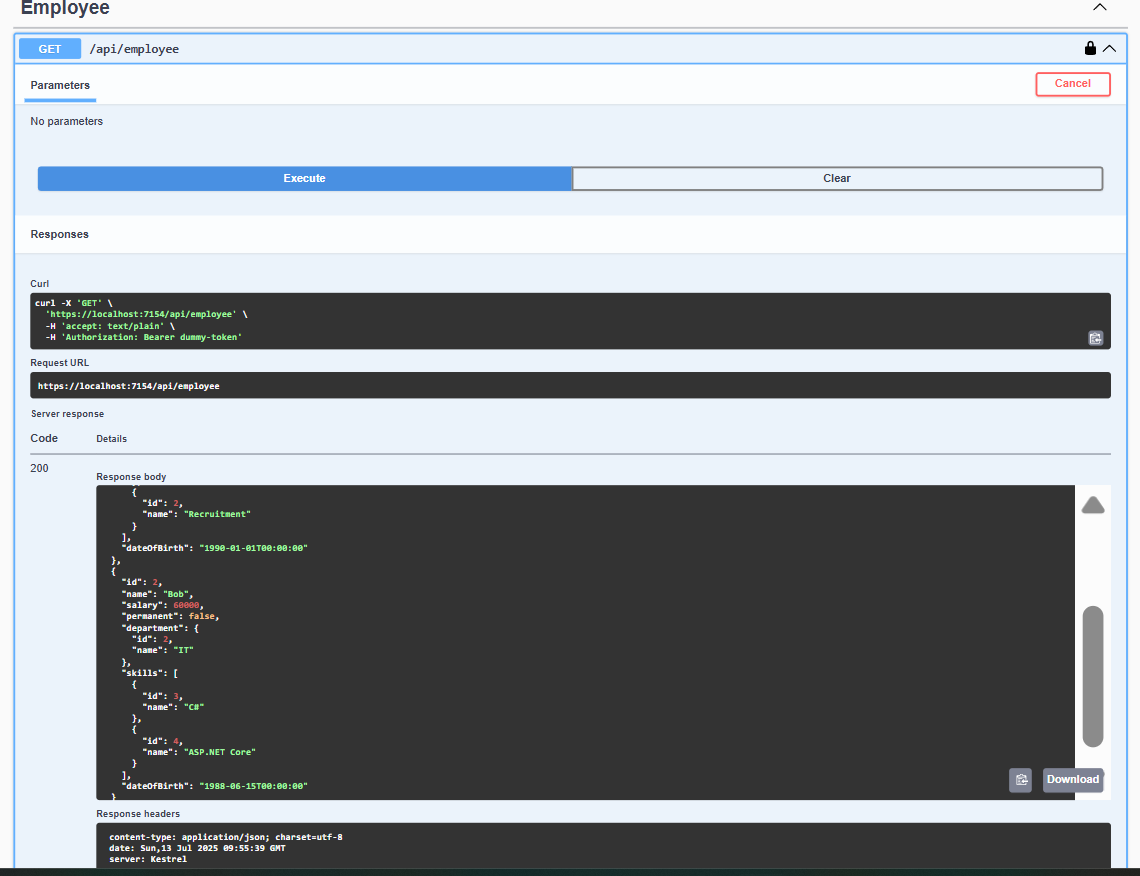 Employee
GET /api/employee
Parameters
Cancel
No parameters
Execute
Clear
Responses
Curl
curl -X 'GET' \
'https://localhost:7154/api/employee' \
-H 'accept: text/plain' \
-H 'Authorization: Bearer dummy-token'
Request URL
https://localhost:7154/api/employee
Server response
Code Details
200
Response body
{
"id": 2,
"name": "Recruitment"
}
],
"dateOfBirth": "1990-01-01T00:00:00"
},
{
"id": 2,
"name": "Bob",
"salary": 60000,
"permanent": false,
"department": {
"id": 2,
"name": "IT"
},
"skills": [
{
"id": 3,
"name": "C#"
},
{
"id": 4,
"name": "ASP.NET Core"
}
],
"dateOfBirth": "1988-06-15T00:00:00"
}
Download
Response headers
content-type: application/json; charset=utf-8
date: Sun,13 Jul 2025 09:55:39 GMT
server: Kestrel